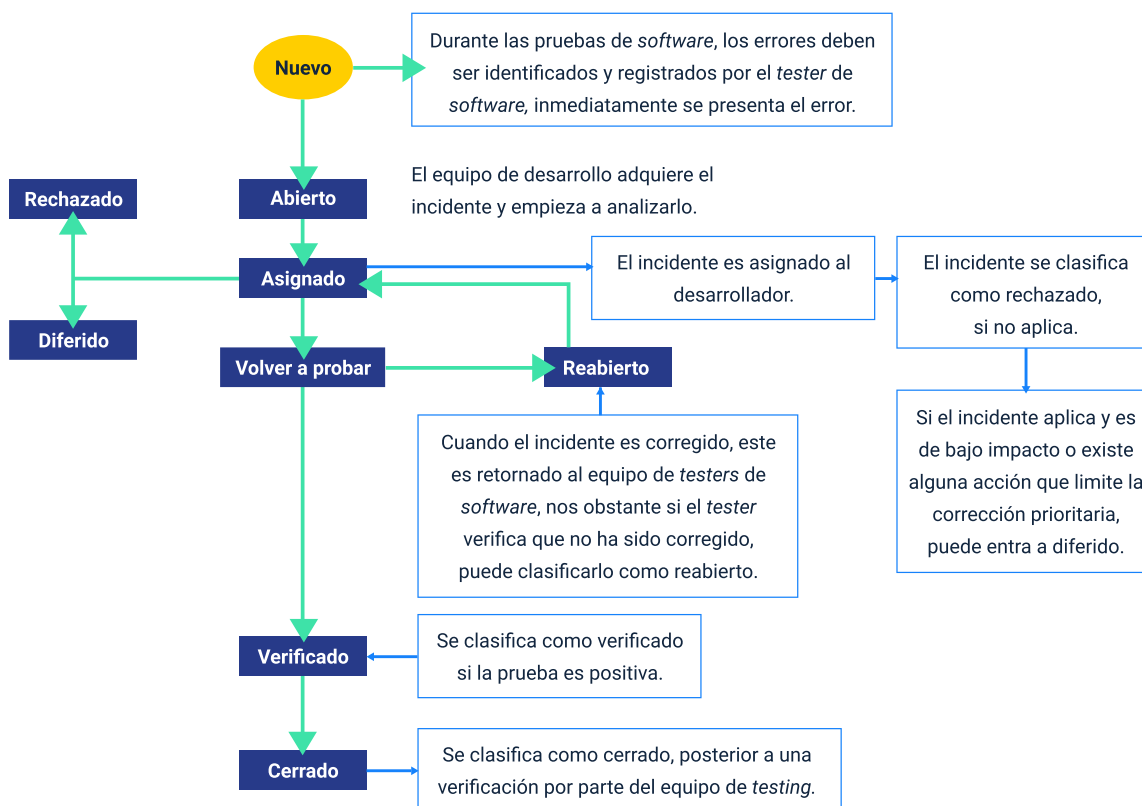 Nuevo
Durante las pruebas de software, los errores deben
ser identificados y registrados por el tester de
software, inmediatamente se presenta el error.
Rechazado
Abierto
El equipo de desarrollo adquiere el
incidente y empieza a analizarlo.
Asignado
El incidente es asignado al
desarrollador.
El incidente se clasifica
como rechazado,
si no aplica.
Diferido
Volver a probar
Reabierto
Si el incidente aplica y es
de bajo impacto o existe
alguna acción que limite la
corrección prioritaria,
puede entra a diferido.
Cuando el incidente es corregido, este
es retornado al equipo de testers de
software, nos obstante si el tester
verifica que no ha sido corregido,
puede clasificarlo como reabierto.
Verificado
Se clasifica como verificado
si la prueba es positiva.
Cerrado
Se clasifica como cerrado, posterior a una
verificación por parte del equipo de testing.